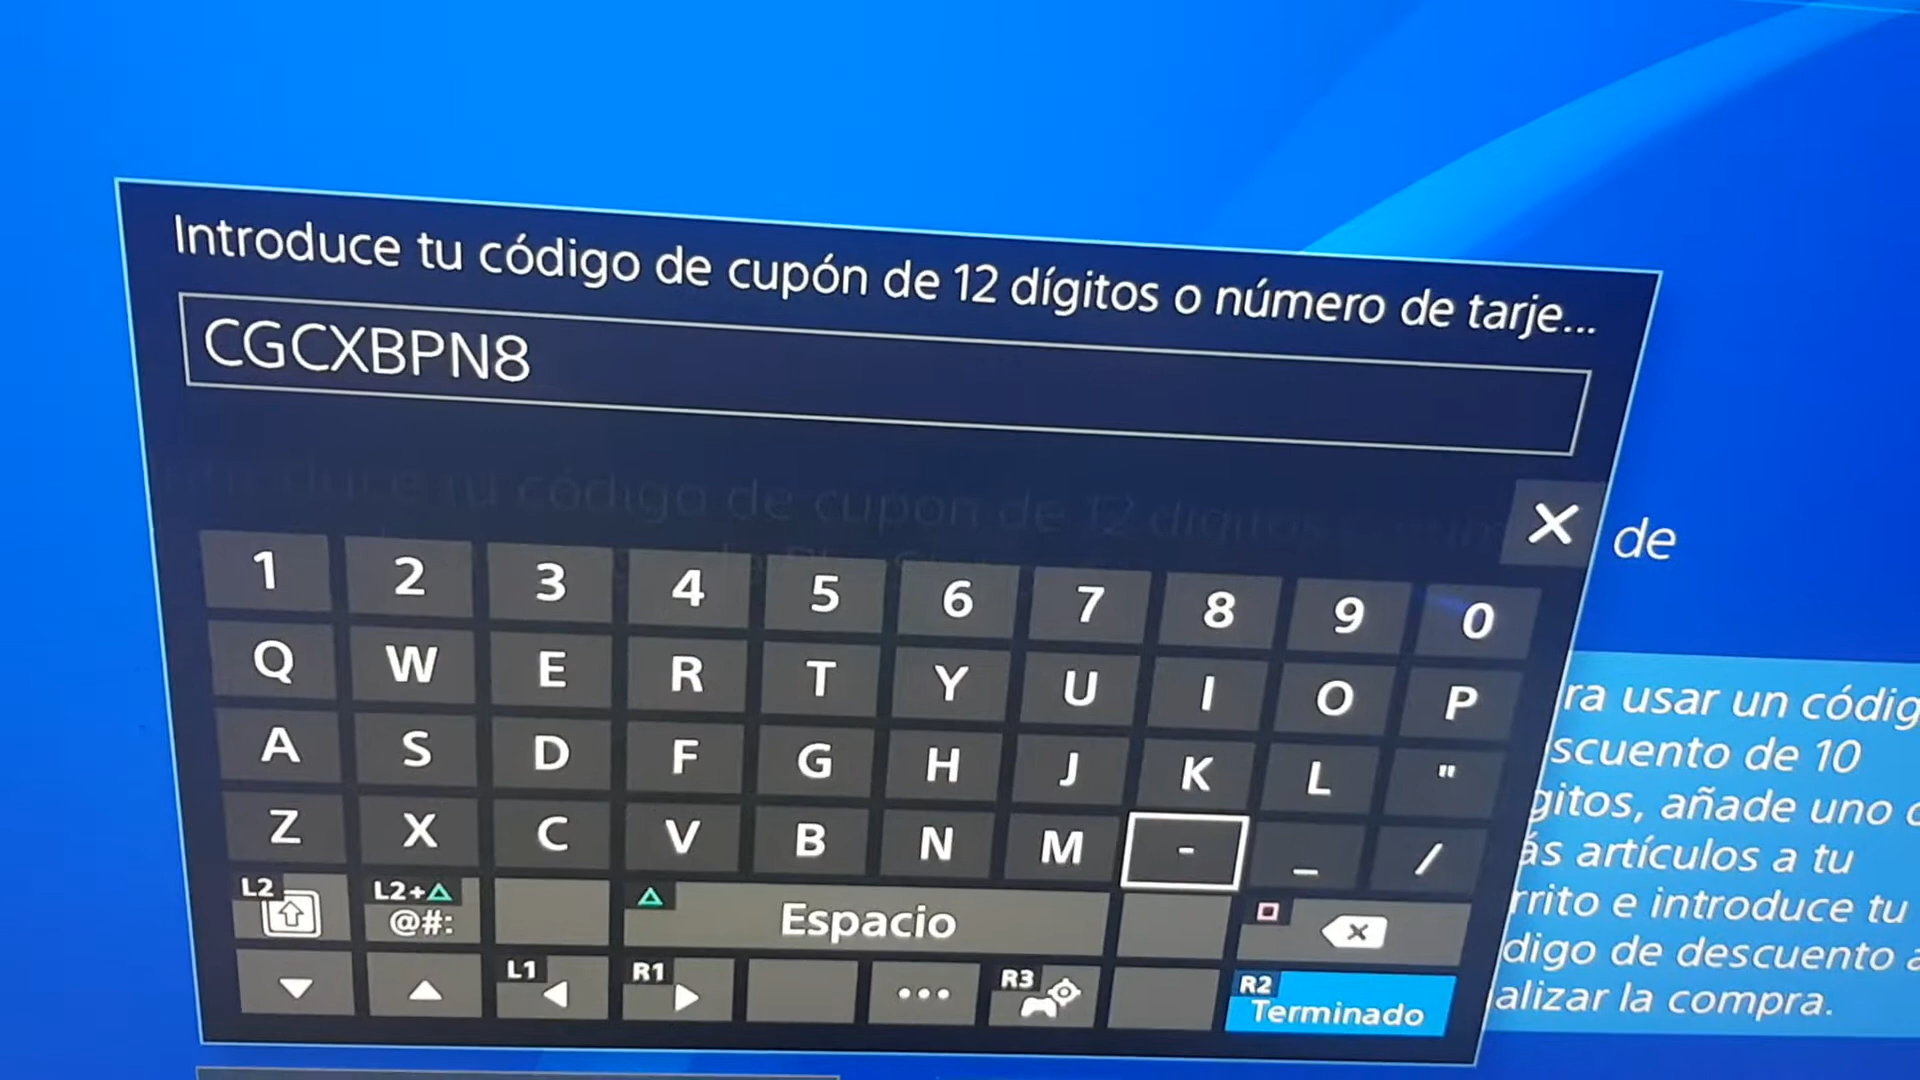 Introduce tu código de cupón de 12 dígitos o número de tarje...
CGCXBPN8
de
1 2 3 4 5 6 7 8 9 0
Q W E R T Y U I O P
A S D F G H J K L "
Z X C V B N M - _ /
L2 L2+△ @#: △ Espacio
L1 R1 ... R3 R2 Terminado
ra usar un códig
scuento de 10
gitos, añade uno o
ás artículos a tu
rrito e introduce tu
digo de descuento a
alizar la compra.